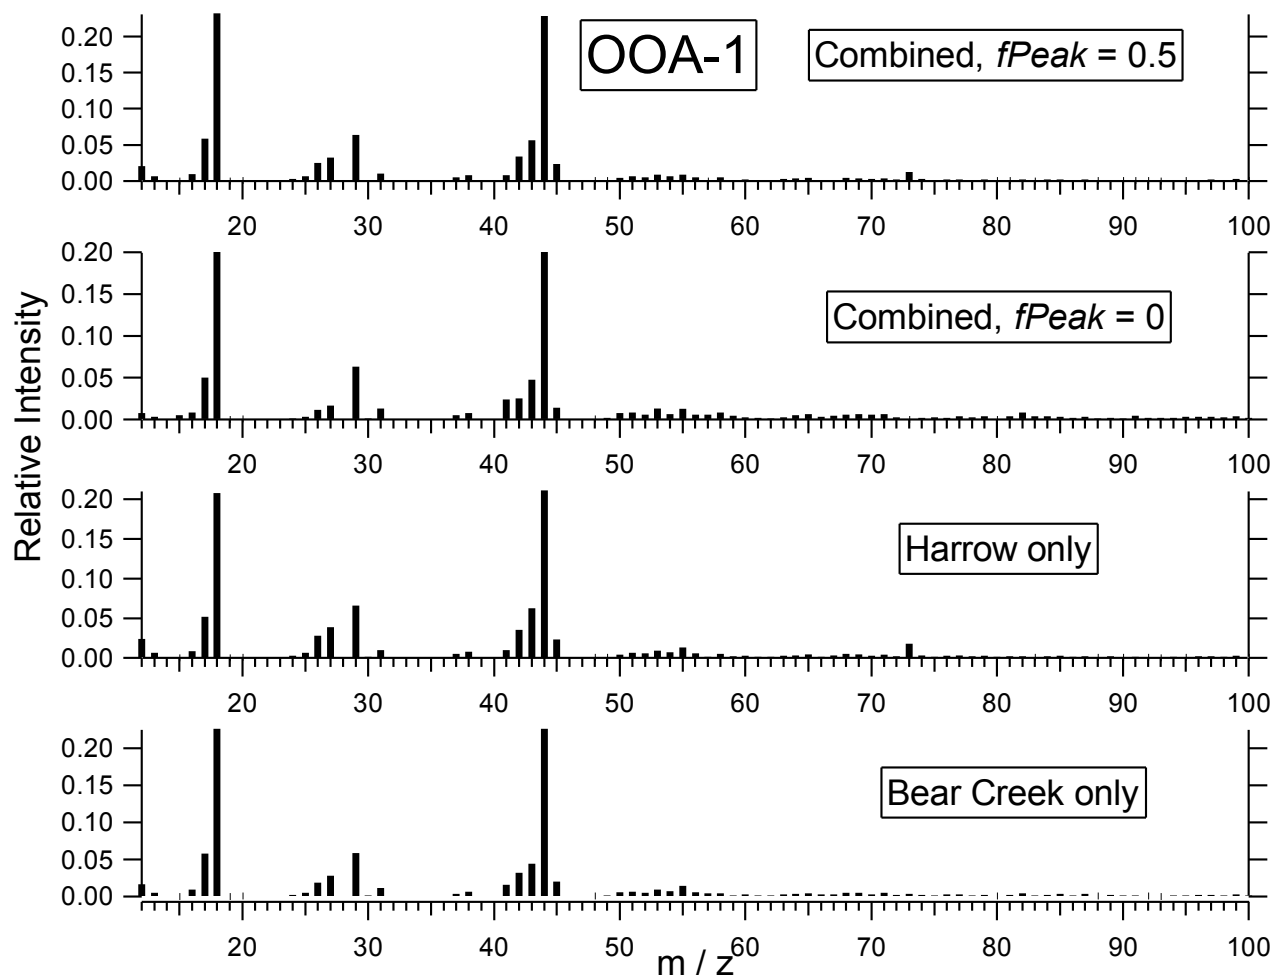 OOA-1
Combined, fPeak = 0.5
0.20
0.15
0.10
0.05
0.00
20 30 40 50 60 70 80 90 100
Combined, fPeak = 0
0.20
0.15
0.10
0.05
0.00
20 30 40 50 60 70 80 90 100
Relative Intensity
Harrow only
0.20
0.15
0.10
0.05
0.00
20 30 40 50 60 70 80 90 100
Bear Creek only
0.20
0.15
0.10
0.05
0.00
20 30 40 50 60 70 80 90 100
m / z